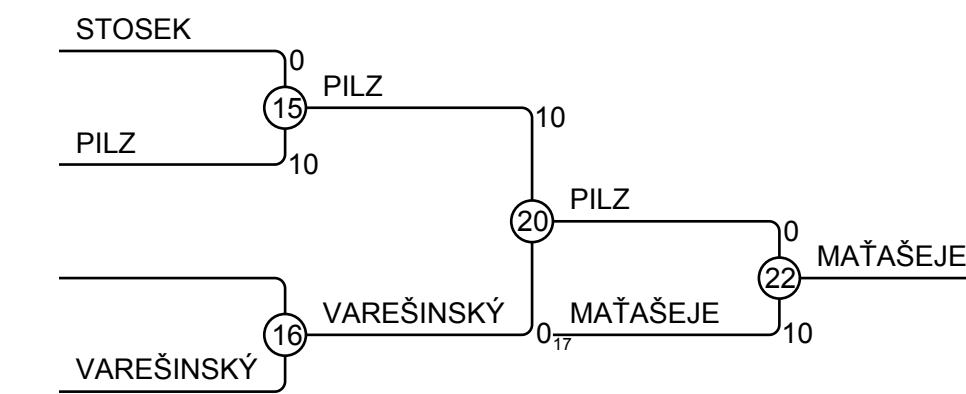 STOSEK
0
15
PILZ
10
PILZ
10
20
PILZ
0
22
MAŤAŠEJE
16
VAREŠINSKÝ
0
17
MAŤAŠEJE
10
VAREŠINSKÝ